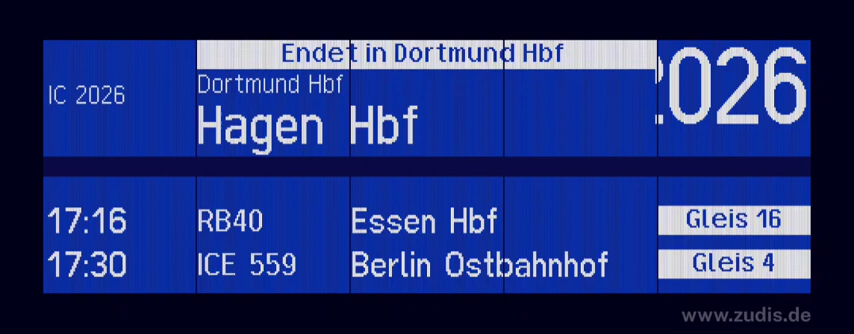 Endet in Dortmund Hbf
IC 2026
Dortmund Hbf
Hagen Hbf
2026
17:16 RB40 Essen Hbf Gleis 16
17:30 ICE 559 Berlin Ostbahnhof Gleis 4
www.zudis.de